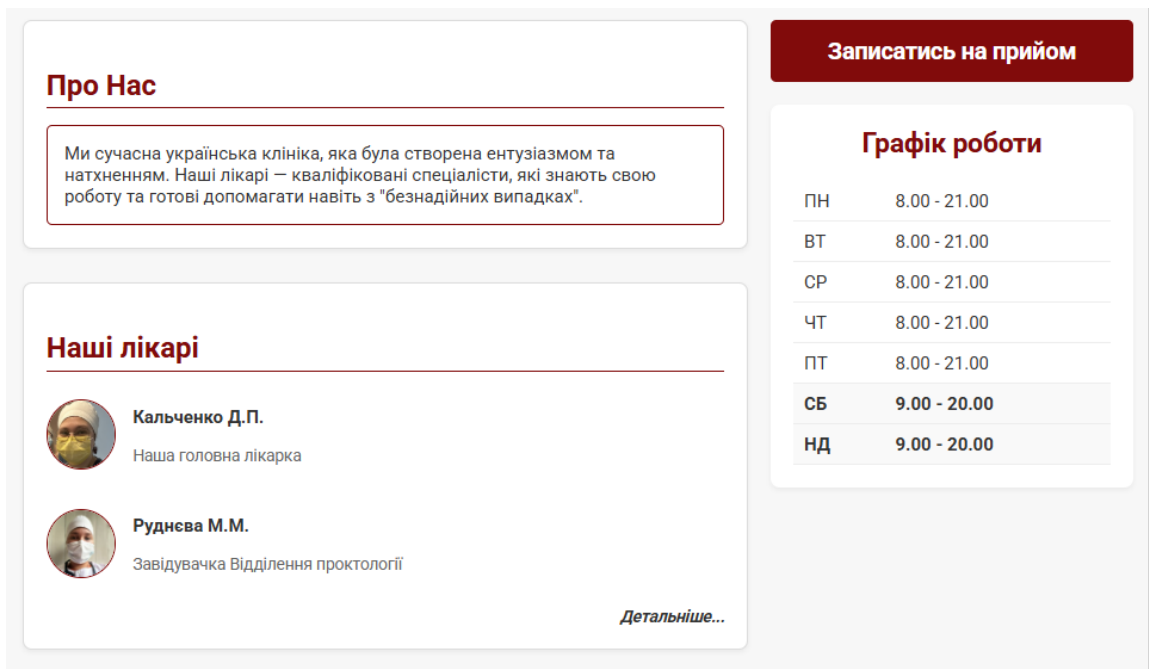 Про Нас
Ми сучасна українська клініка, яка була створена ентузіазмом та
натхненням. Наші лікарі — кваліфіковані спеціалісти, які знають свою
роботу та готові допомагати навіть з "безнадійних випадках".
Наші лікарі
Кальченко Д.П.
Наша головна лікарка
Руднєва М.М.
Завідувачка Відділення проктології
Детальніше...
Записатись на прийом
Графік роботи
ПН 8.00 - 21.00
ВТ 8.00 - 21.00
СР 8.00 - 21.00
ЧТ 8.00 - 21.00
ПТ 8.00 - 21.00
СБ 9.00 - 20.00
НД 9.00 - 20.00